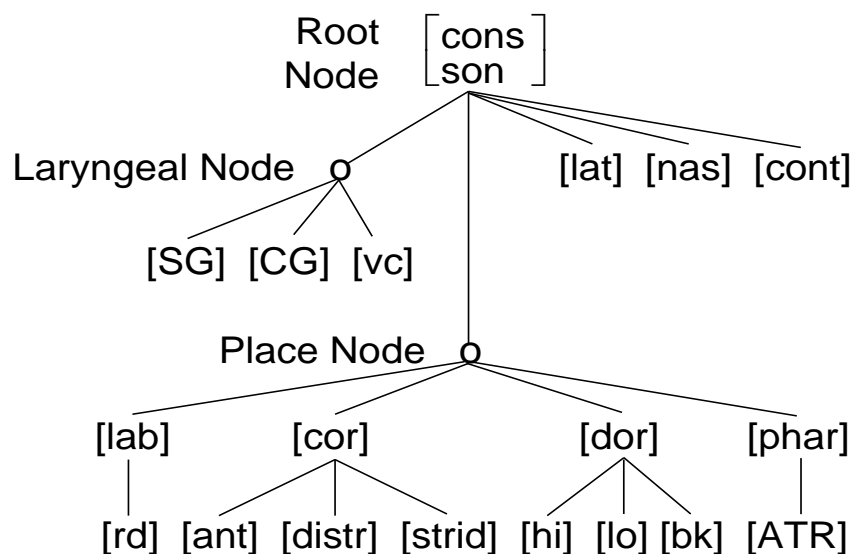 Root [cons]
Node [son]
Laryngeal Node o [lat] [nas] [cont]
[SG] [CG] [vc]
Place Node o
[lab] [cor] [dor] [phar]
[rd] [ant] [distr] [strid] [hi] [lo] [bk] [ATR]